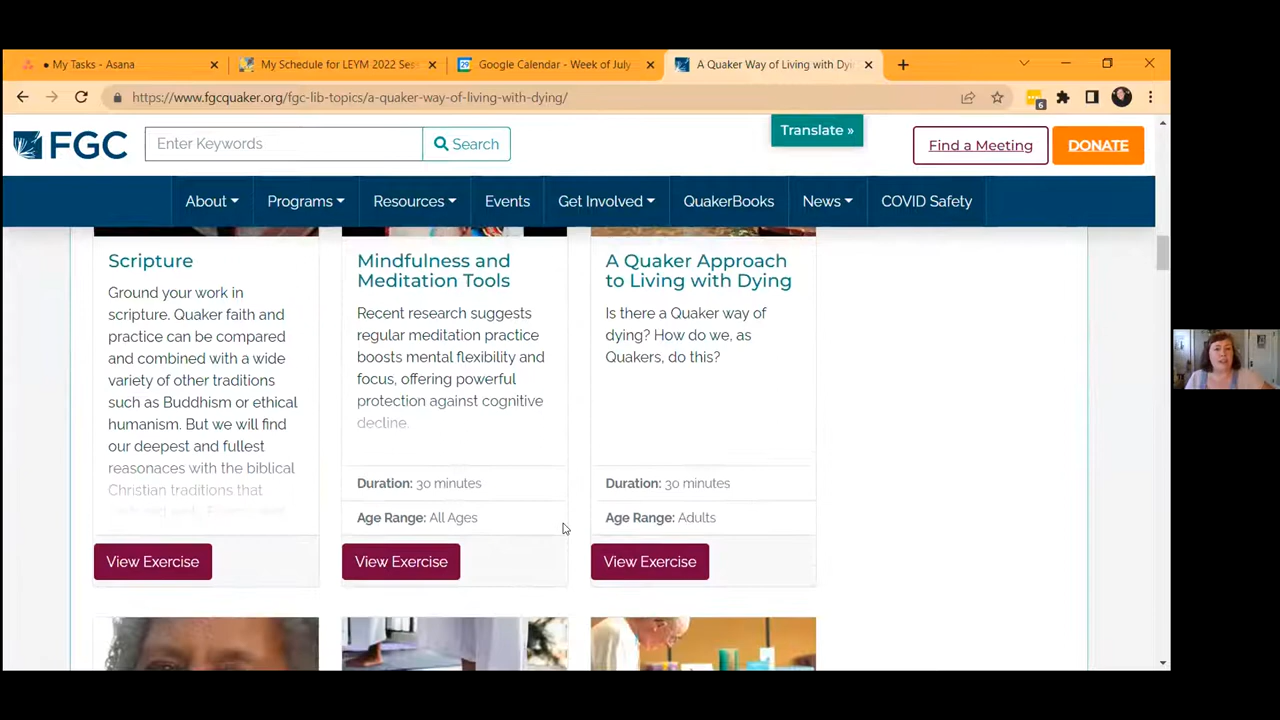 My Tasks - Asana
My Schedule for LEYM 2022 Ses
Google Calendar - Week of July
A Quaker Way of Living with Dyi
https://www.fgcquaker.org/fgc-lib-topics/a-quaker-way-of-living-with-dying/
6
FGC
Enter Keywords
Search
Translate »
Find a Meeting
DONATE
About
Programs
Resources
Events
Get Involved
QuakerBooks
News
COVID Safety
Scripture
Ground your work in
scripture. Quaker faith and
practice can be compared
and combined with a wide
variety of other traditions
such as Buddhism or ethical
humanism. But we will find
our deepest and fullest
reasonaces with the biblical
Christian traditions that
View Exercise
Mindfulness and
Meditation Tools
Recent research suggests
regular meditation practice
boosts mental flexibility and
focus, offering powerful
protection against cognitive
decline.
Duration: 30 minutes
Age Range: All Ages
View Exercise
A Quaker Approach
to Living with Dying
Is there a Quaker way of
dying? How do we, as
Quakers, do this?
Duration: 30 minutes
Age Range: Adults
View Exercise